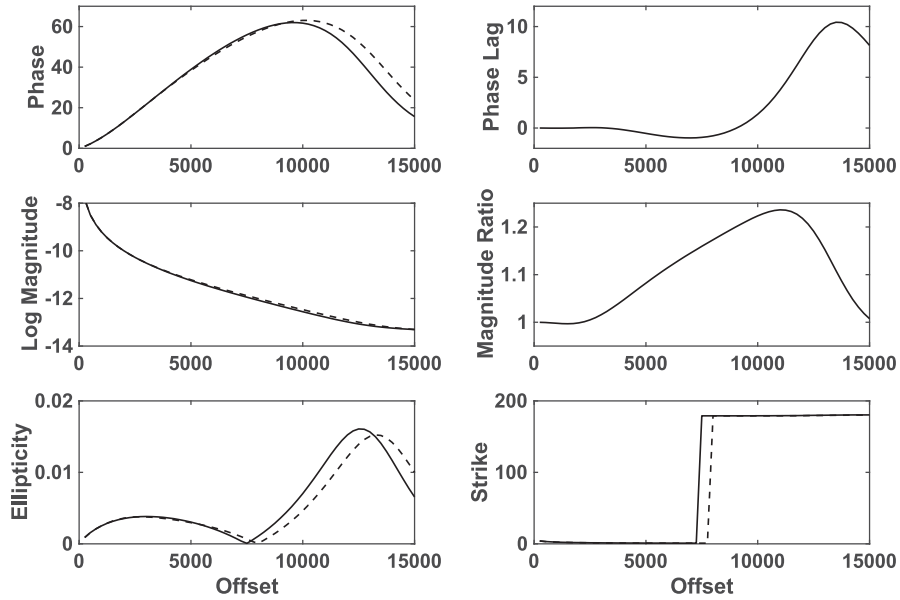 Phase
60
40
20
0
0 5000 10000 15000
Phase Lag
10
5
0
0 5000 10000 15000
Log Magnitude
-8
-10
-12
-14
0 5000 10000 15000
Magnitude Ratio
1.2
1.1
1
0 5000 10000 15000
Ellipticity
0.02
0.01
0
0 5000 10000 15000
Offset
Strike
200
100
0
0 5000 10000 15000
Offset